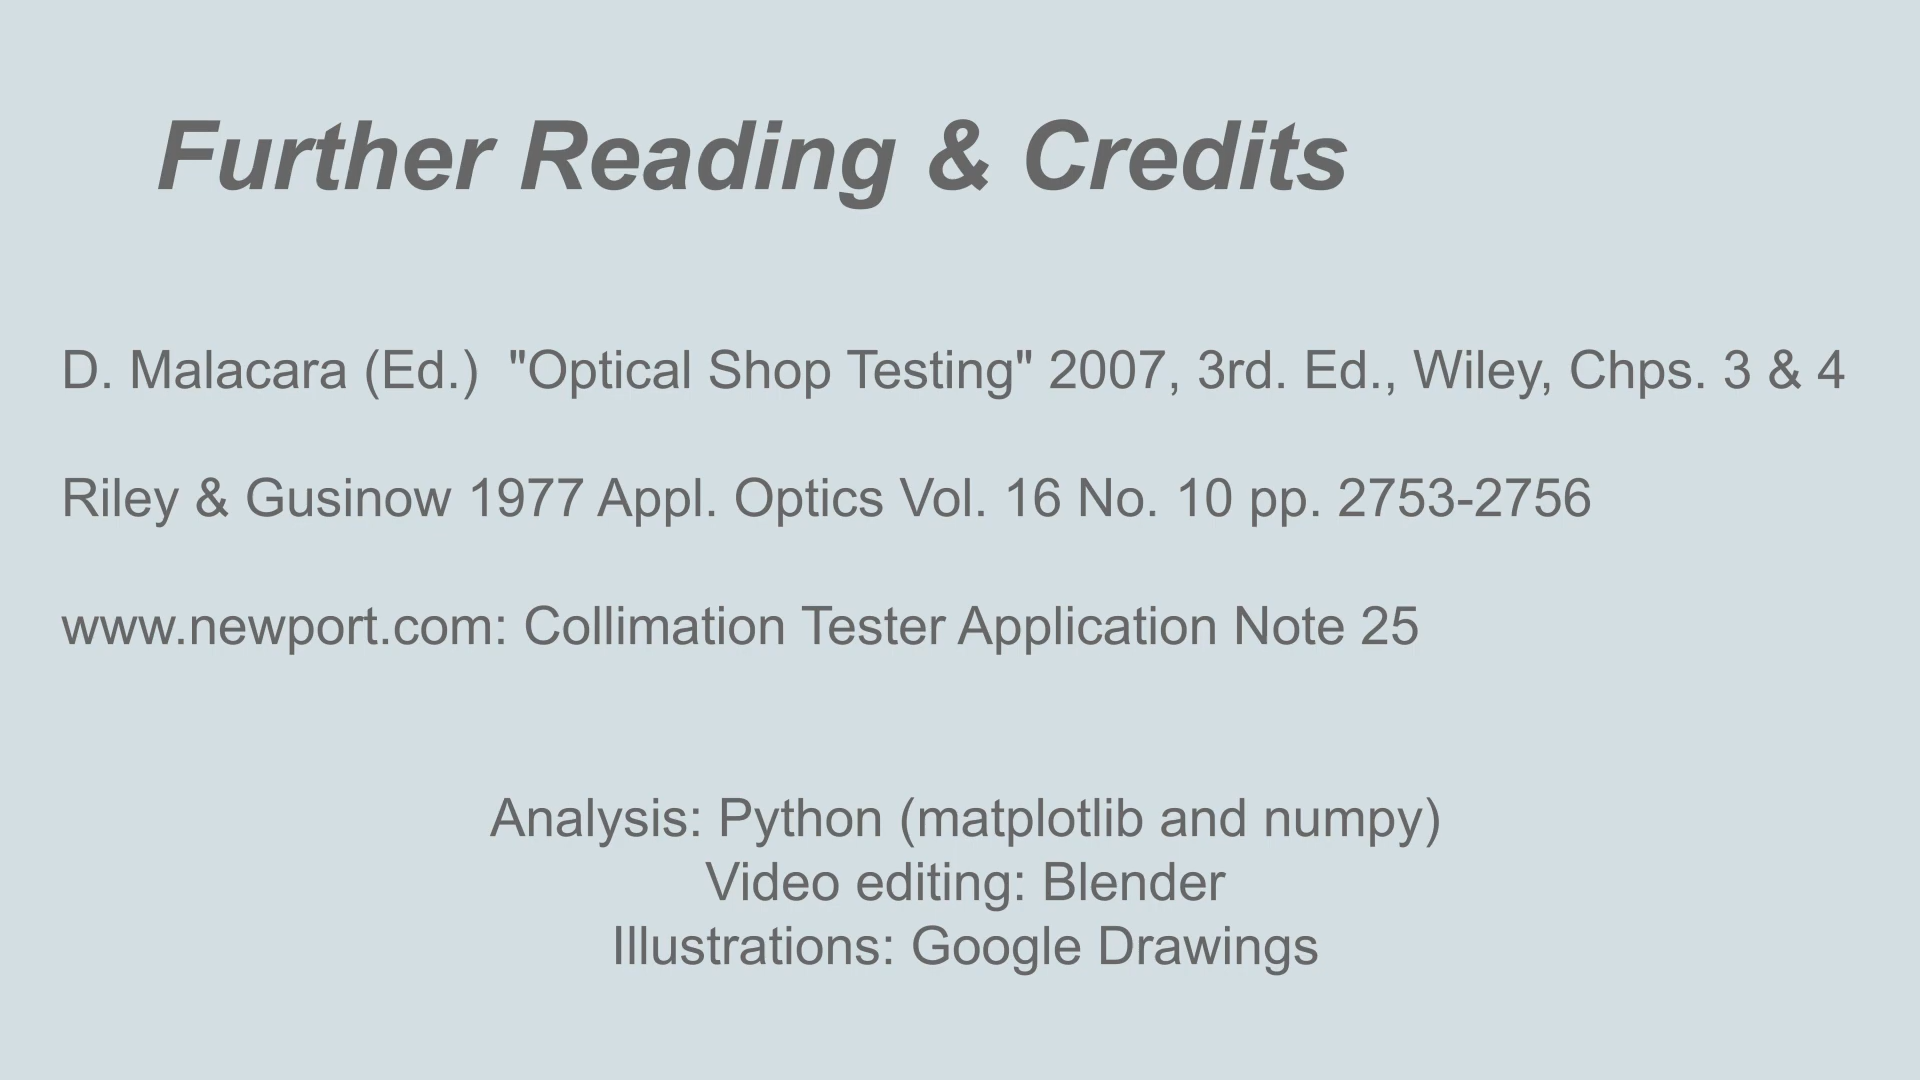 Further Reading & Credits
D. Malacara (Ed.)  "Optical Shop Testing" 2007, 3rd. Ed., Wiley, Chps. 3 & 4
Riley & Gusinow 1977 Appl. Optics Vol. 16 No. 10 pp. 2753-2756
www.newport.com: Collimation Tester Application Note 25
Analysis: Python (matplotlib and numpy)
Video editing: Blender
Illustrations: Google Drawings